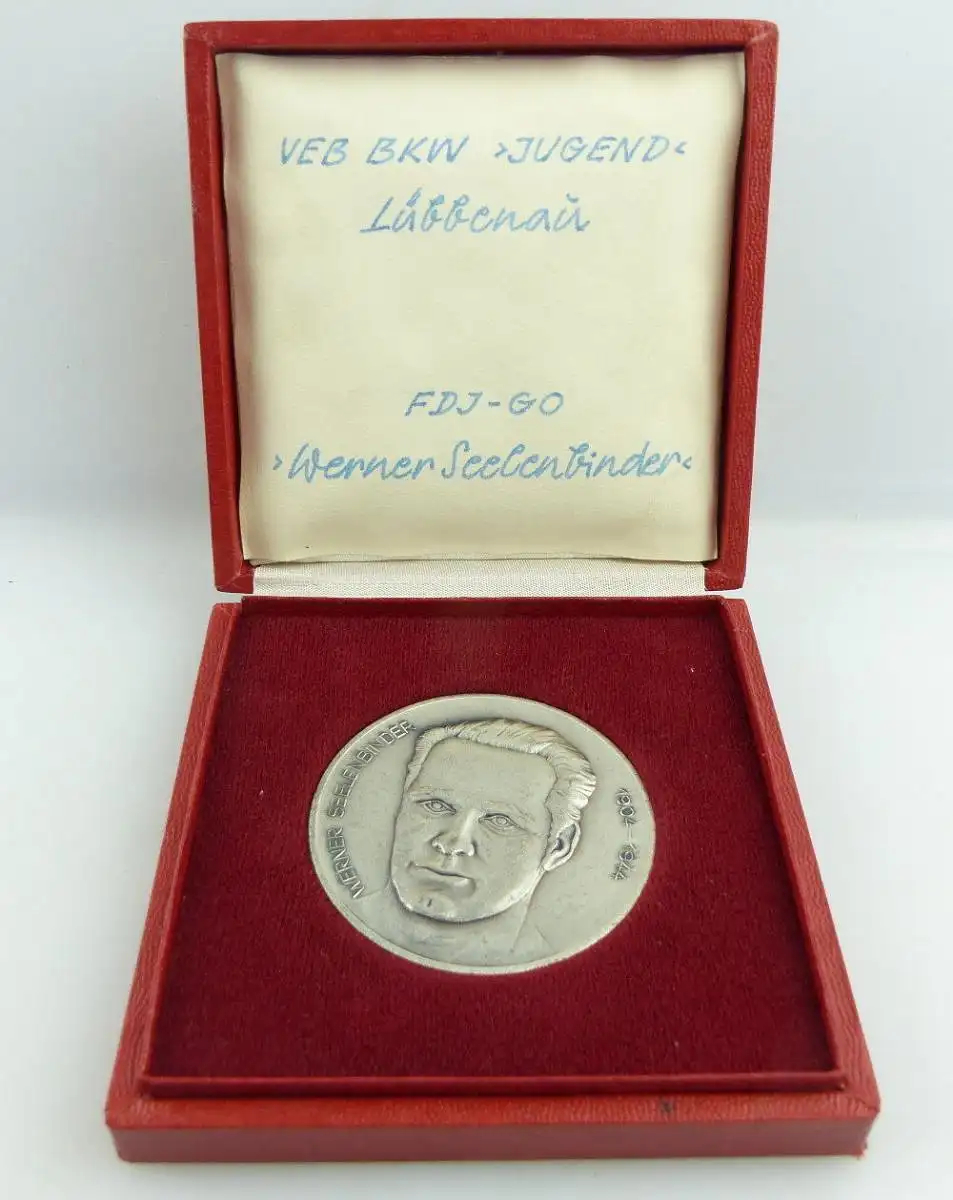 VEB BKW ›JUGEND‹
Lübbenau
FDJ-GO
›Werner Seelenbinder‹
WERNER SEELENBINDER
1904-1944